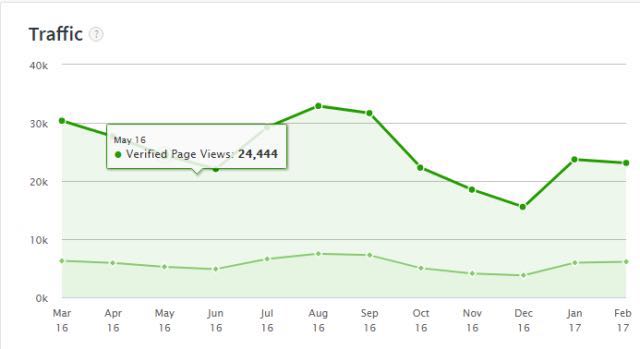 Traffic ?
40k
30k
May 16
Verified Page Views: 24,444
20k
10k
0k
Mar Apr May Jun Jul Aug Sep Oct Nov Dec Jan Feb
16 16 16 16 16 16 16 16 16 16 17 17